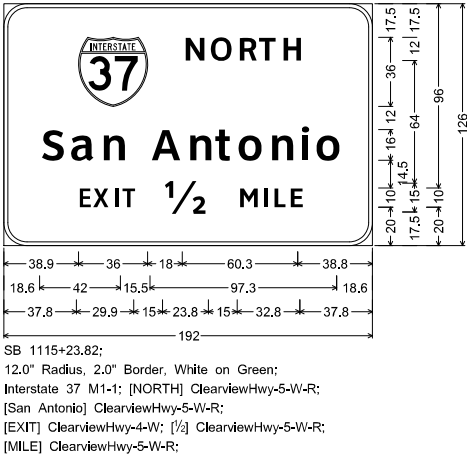 INTERSTATE
37
NORTH
San Antonio
EXIT ½ MILE
17.5 36 12 16 14.5 10 20
17.5 12 64 15 17.5
96 10 20
126
38.9 36 18 60.3 38.8
18.6 42 15.5 97.3 18.6
37.8 29.9 15 23.8 15 32.8 37.8
192
SB 1115+23.82;
12.0" Radius, 2.0" Border, White on Green;
Interstate 37 M1-1; [NORTH] ClearviewHwy-5-W-R;
[San Antonio] ClearviewHwy-5-W-R;
[EXIT] ClearviewHwy-4-W; [½] ClearviewHwy-5-W-R;
[MILE] ClearviewHwy-5-W-R;